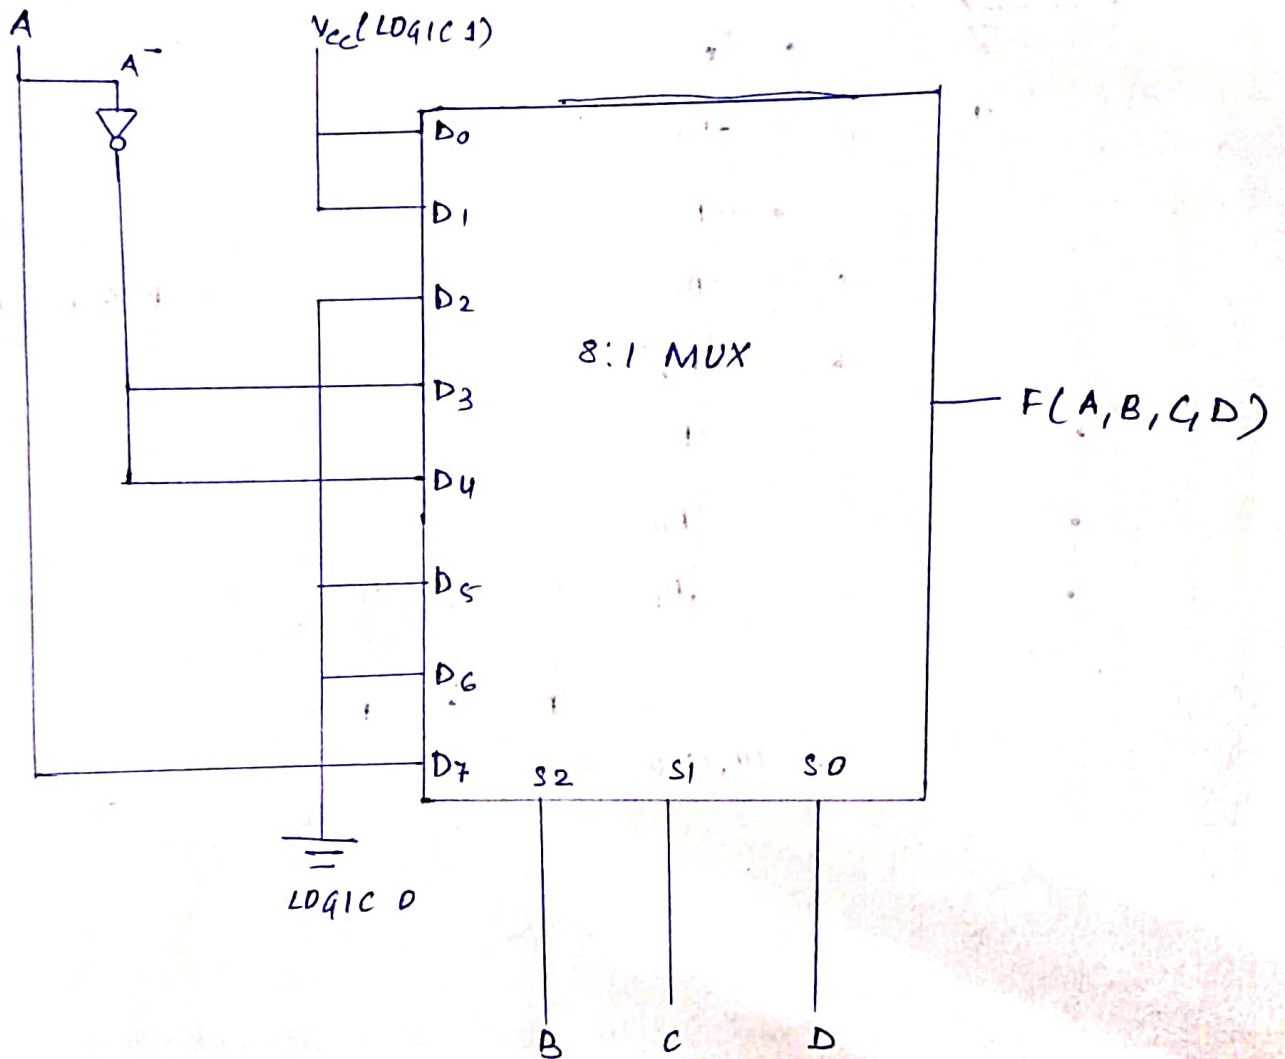 A
Vcc(LOGIC 1)
A‾
D0
D1
D2
8:1 MUX
D3
F(A,B,C,D)
D4
D5
D6
D7
S2 S1 S0
LOGIC 0
B C D